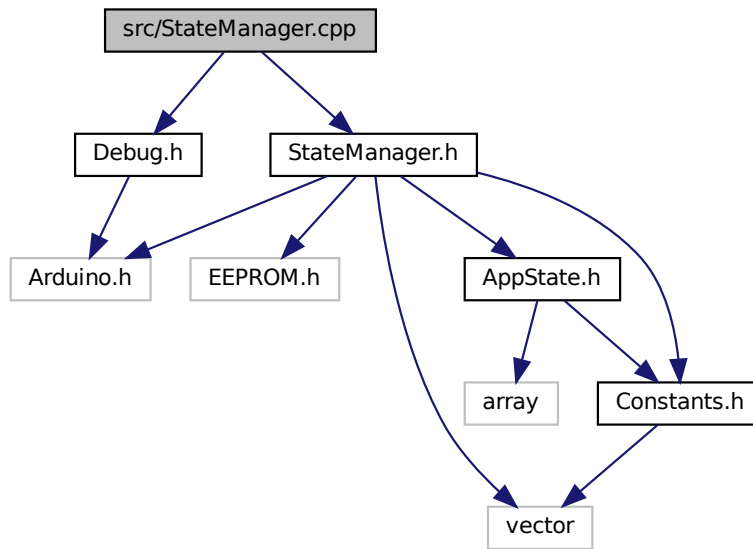 src/StateManager.cpp
Debug.h
StateManager.h
Arduino.h
EEPROM.h
AppState.h
array
Constants.h
vector